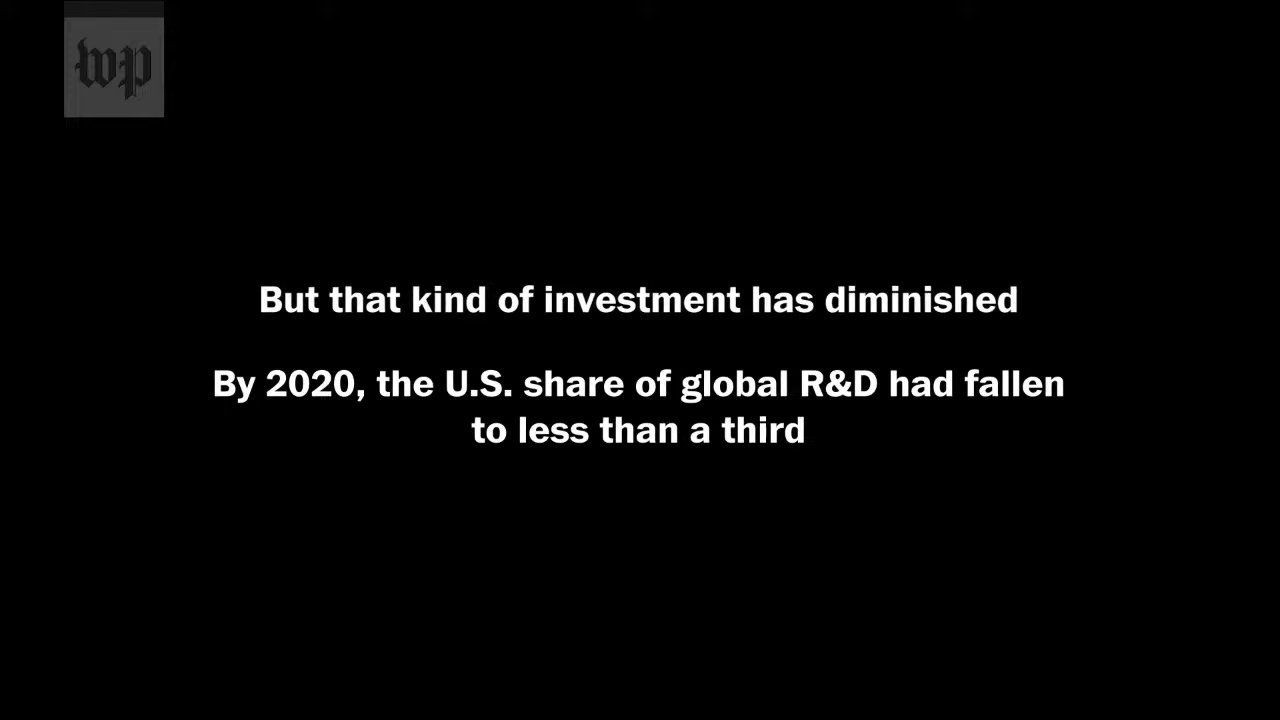 wp
But that kind of investment has diminished
By 2020, the U.S. share of global R&D had fallen
to less than a third